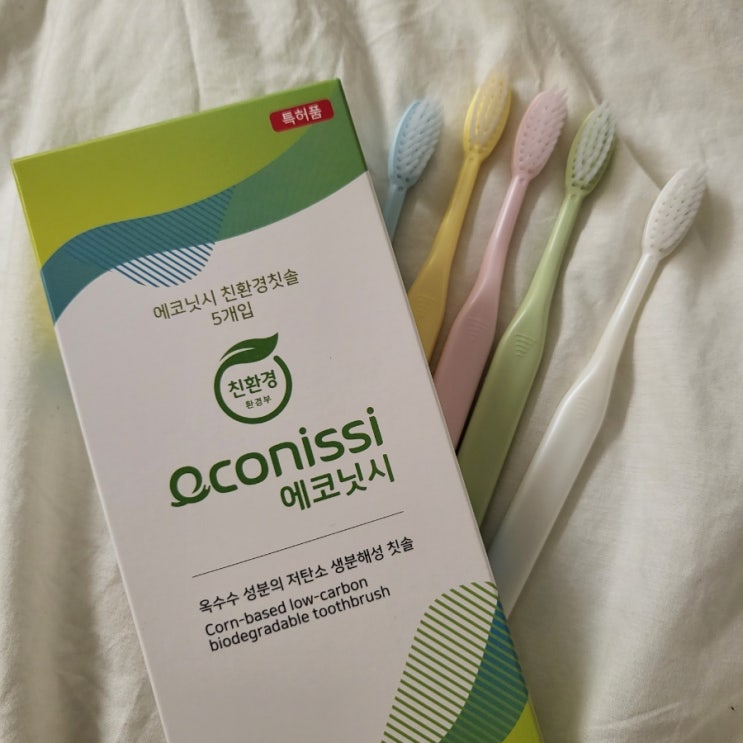 특허품
에코닛시 친환경칫솔
5개입
친환경
환경부
econissi
에코닛시
옥수수 성분의 저탄소 생분해성 칫솔
Corn-based low-carbon
biodegradable toothbrush